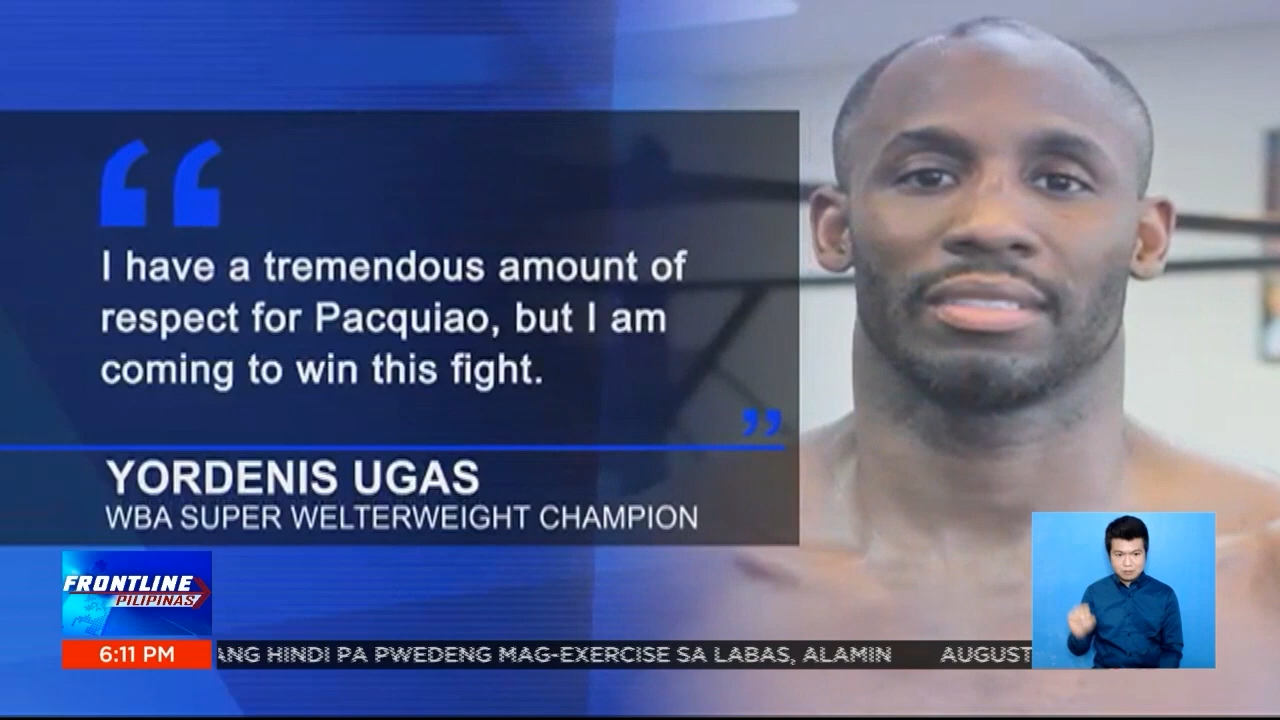 “
I have a tremendous amount of
respect for Pacquiao, but I am
coming to win this fight.
”
YORDENIS UGAS
WBA SUPER WELTERWEIGHT CHAMPION
FRONTLINE
PILIPINAS
6:11 PM
ANG HINDI PA PWEDENG MAG-EXERCISE SA LABAS, ALAMIN AUGUST